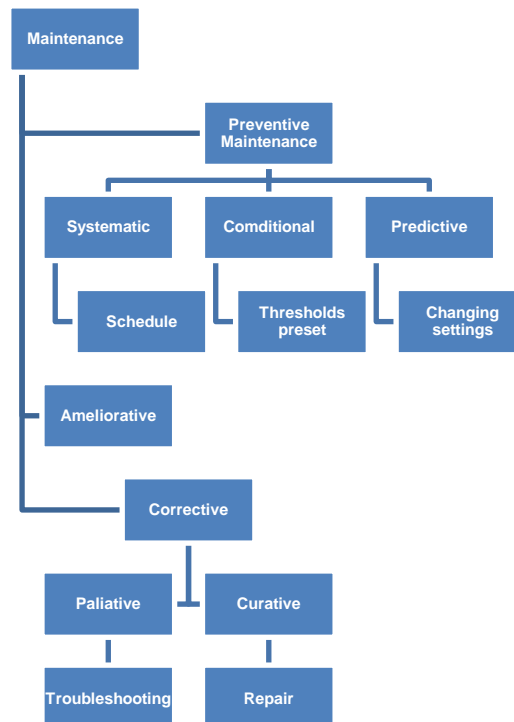 Maintenance
Preventive
Maintenance
Systematic
Comditional
Predictive
Schedule
Thresholds
preset
Changing
settings
Ameliorative
Corrective
Paliative
Curative
Troubleshooting
Repair